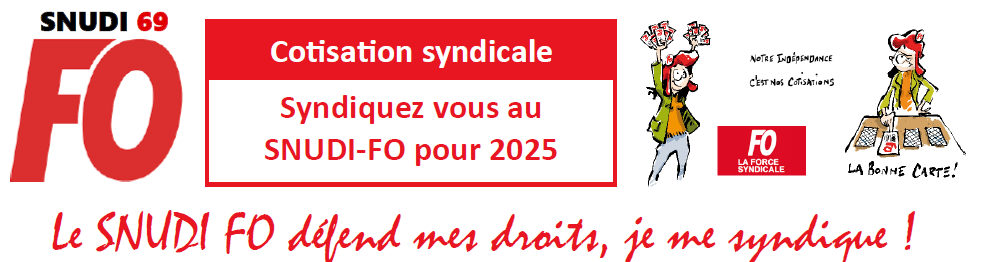 SNUDI 69
FO
Cotisation syndicale
Syndiquez vous au
SNUDI-FO pour 2025
NOTRE INDÉPENDANCE
C'EST NOS COTISATIONS
FO
LA FORCE
SYNDICALE
LA BONNE CARTE!
Le SNUDI FO défend mes droits, je me syndique !